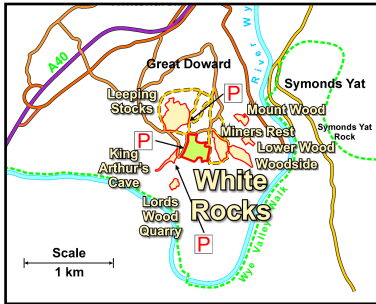 A40
River Wye
Great Doward
Symonds Yat
Leeping
Stocks
P
Mount Wood
Symonds Yat
Rock
P
Miners Rest
King
Arthur's
Cave
Lower Wood
Woodside
White
Rocks
Lords
Wood
Quarry
P
Wye Valley Walk
Scale
1 km